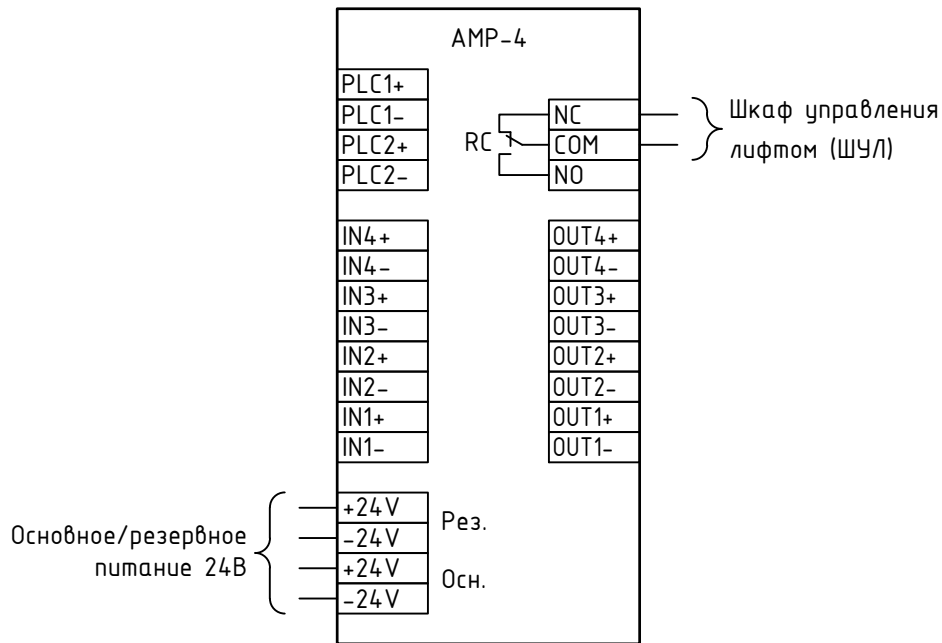 AMP-4
PLC1+
PLC1-
PLC2+
PLC2-
RC
NC
COM
NO
Шкаф управления
лифтом (ШУЛ)
IN4+
IN4-
IN3+
IN3-
IN2+
IN2-
IN1+
IN1-
OUT4+
OUT4-
OUT3+
OUT3-
OUT2+
OUT2-
OUT1+
OUT1-
Основное/резервное
питание 24В
+24V
-24V
+24V
-24V
Рез.
Осн.